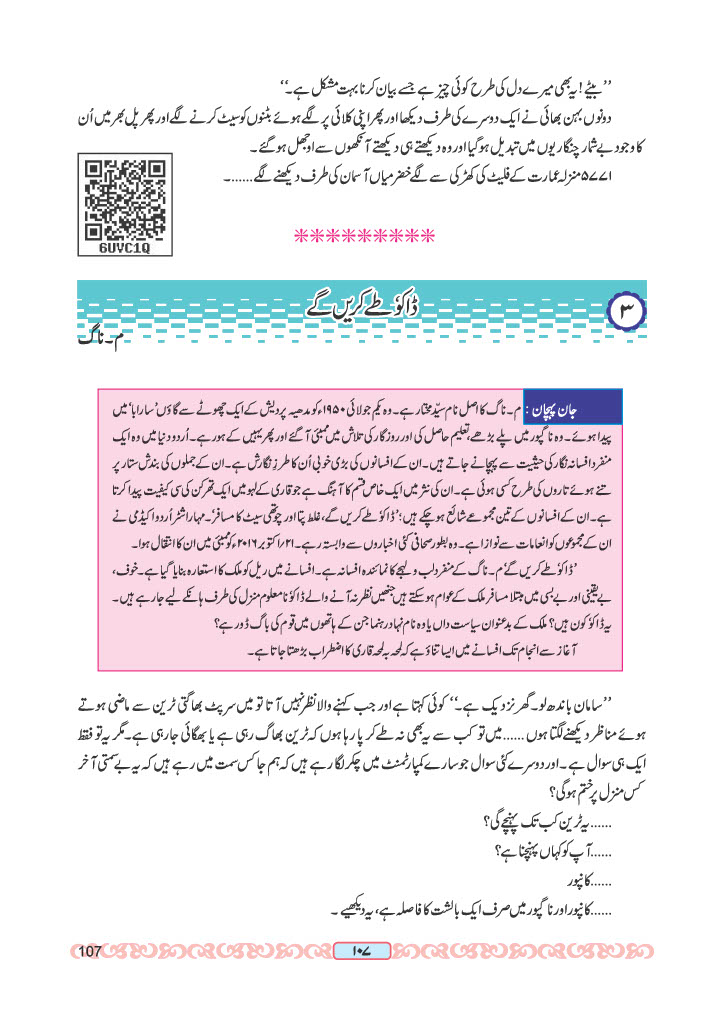 ’’بیٹے! یہ بھی میرے دل کی طرح کوئی چیز ہے جسے بیان کرنا بہت مشکل ہے۔‘‘
دونوں بہن بھائی نے ایک دوسرے کی طرف دیکھا اور پھر اپنی کلائی پر لگے ہوئے بٹنوں کو سیٹ کرنے لگے اور پھر پل بھر میں اُن
کا وجود بے شمار چنگاریوں میں تبدیل ہو گیا اور وہ دیکھتے ہی دیکھتے آنکھوں سے اوجھل ہو گئے۔
۵۷۷۱ منزلہ عمارت کے فلیٹ کی کھڑکی سے لگے خضر میاں آسمان کی طرف دیکھنے لگے......۔
6UVC1Q
*********
۳
ڈاکو طے کریں گے
م۔ناگ
جان پہچان : م۔ناگ کا اصل نام سیّد مختار ہے۔ وہ یکم جولائی ۱۹۵۰ء کو مدھیہ پردیش کے ایک چھوٹے سے گاؤں ’سارابا‘ میں
پیدا ہوئے۔ وہ ناگپور میں پلے بڑھے، تعلیم حاصل کی اور روزگار کی تلاش میں ممبئی آ گئے اور پھر یہیں کے ہو رہے۔ اُردو دنیا میں وہ ایک
منفرد افسانہ نگار کی حیثیت سے پہچانے جاتے ہیں۔ ان کے افسانوں کی بڑی خوبی اُن کا طرزِ نگارش ہے۔ ان کے جملوں کی بندش ستار پر
تنے ہوئے تاروں کی طرح کسی ہوئی ہے۔ ان کی نثر میں ایک خاص قسم کا آہنگ ہے جو قاری کے لہو میں ایک تھرکن کی سی کیفیت پیدا کرتا
ہے۔ ان کے افسانوں کے تین مجموعے شائع ہو چکے ہیں؛ ’ڈاکو طے کریں گے، غلط پتا اور چوتھی سیٹ کا مسافر‘۔ مہاراشٹر اُردو اکیڈمی نے
ان کے مجموعوں کو انعامات سے نوازا ہے۔ وہ بطور صحافی کئی اخباروں سے وابستہ رہے۔ ۲۱؍اکتوبر ۲۰۱۶ء کو ممبئی میں ان کا انتقال ہوا۔
’ڈاکو طے کریں گے‘ م۔ناگ کے منفرد لب و لہجے کا نمائندہ افسانہ ہے۔ افسانے میں ریل کو ملک کا استعارہ بنایا گیا ہے۔ خوف،
بے یقینی اور بے بسی میں مبتلا مسافر ملک کے عوام ہو سکتے ہیں جنھیں نظر نہ آنے والے ڈاکو نامعلوم منزل کی طرف ہانکے لیے جا رہے ہیں۔
یہ ڈاکو کون ہیں؟ ملک کے بدعنوان سیاست داں یا وہ نام نہاد رہنما جن کے ہاتھوں میں قوم کی باگ ڈور ہے؟
آغاز سے انجام تک افسانے میں ایسا تناؤ ہے کہ لمحہ بہ لمحہ قاری کا اضطراب بڑھتا جاتا ہے۔
’’سامان باندھ لو۔ گھر نزدیک ہے۔‘‘ کوئی کہتا ہے اور جب کہنے والا نظر نہیں آتا تو میں سرپٹ بھاگتی ٹرین سے ماضی ہوتے
ہوئے مناظر دیکھنے لگتا ہوں ......میں تو کب سے یہ بھی نہ طے کر پا رہا ہوں کہ ٹرین بھاگ رہی ہے یا بھگائی جا رہی ہے۔ مگر یہ تو فقط
ایک ہی سوال ہے۔ اور دوسرے کئی سوال جو سارے کمپارٹمنٹ میں چکر لگا رہے ہیں کہ ہم جا کس سمت میں رہے ہیں کہ یہ بے سمتی آخر
کس منزل پر ختم ہوگی؟
......یہ ٹرین کب تک پہنچے گی؟
......آپ کو کہاں پہنچنا ہے؟
......کانپور
......کانپور اور ناگپور میں صرف ایک بالشت کا فاصلہ ہے، یہ دیکھیے۔
107
۱۰۷